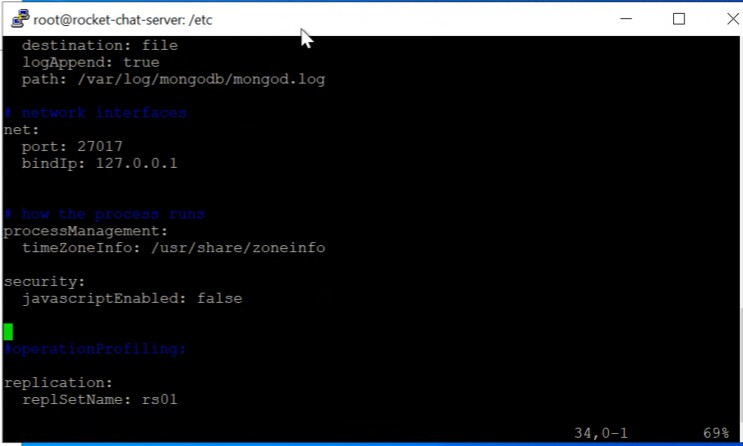 root@rocket-chat-server: /etc
destination: file
logAppend: true
path: /var/log/mongodb/mongod.log
# network interfaces
net:
port: 27017
bindIp: 127.0.0.1
# how the process runs
processManagement:
timeZoneInfo: /usr/share/zoneinfo
security:
javascriptEnabled: false
#operationProfiling:
replication:
replSetName: rs01
34,0-1 69%